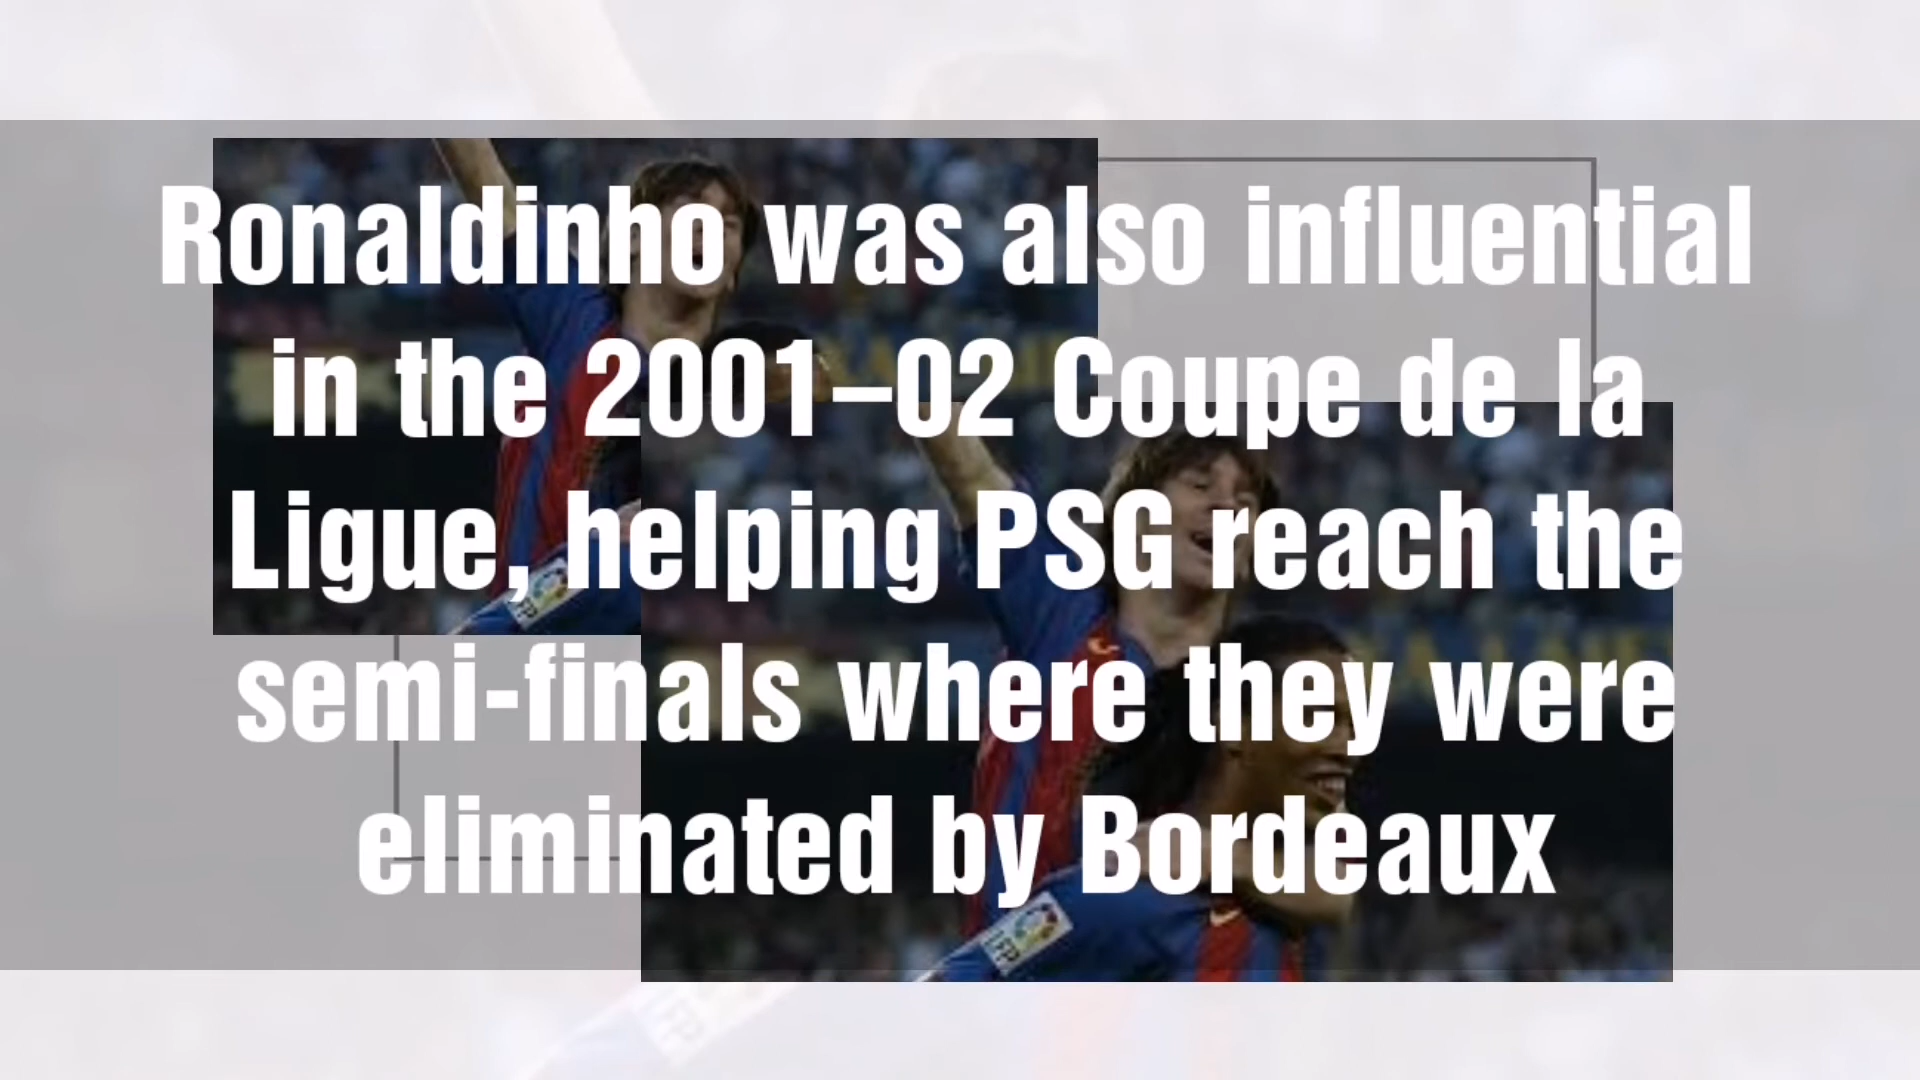 Ronaldinho was also influential
in the 2001–02 Coupe de la
Ligue, helping PSG reach the
semi-finals where they were
eliminated by Bordeaux
LFP